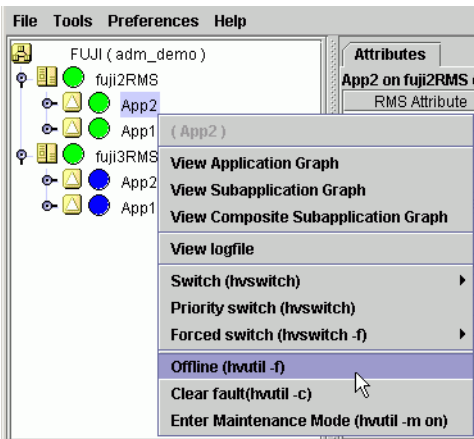 File Tools Preferences Help
FUJI ( adm_demo )
Attributes
fuji2RMS
App2 on fuji2RMS
App2
RMS Attribute
App1
( App2 )
fuji3RMS
App2
App1
View Application Graph
View Subapplication Graph
View Composite Subapplication Graph
View logfile
Switch (hvswitch)
Priority switch (hvswitch)
Forced switch (hvswitch -f)
Offline (hvutil -f)
Clear fault(hvutil -c)
Enter Maintenance Mode (hvutil -m on)